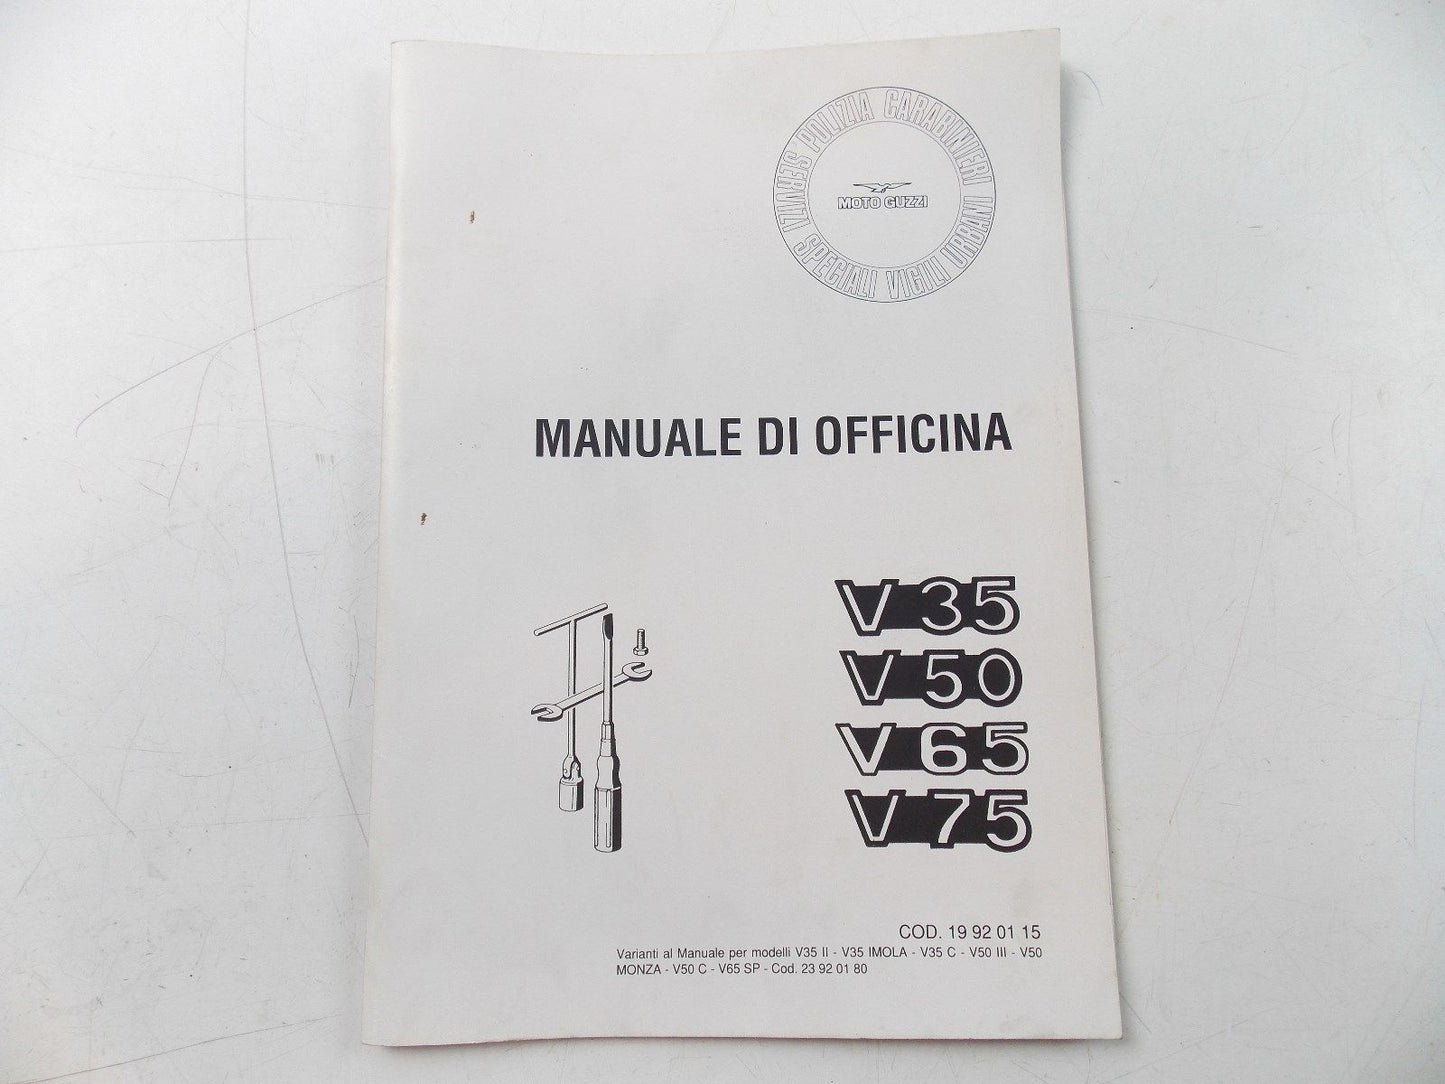 POLIZIA CARABINIERI VIGILI URBANI SERVIZI SPECIALI
MOTO GUZZI
MANUALE DI OFFICINA
V 35
V 50
V 65
V 75
COD. 19 92 01 15
Varianti al Manuale per modelli V35 II - V35 IMOLA - V35 C - V50 III - V50
MONZA - V50 C - V65 SP - Cod. 23 92 01 80